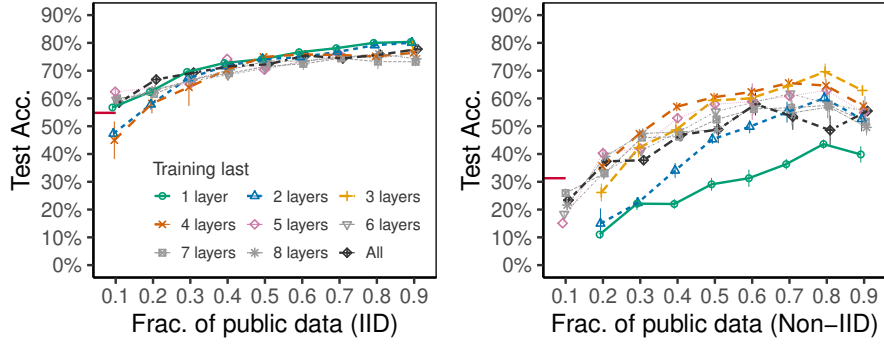 Test Acc.
90%
80%
70%
60%
50%
40%
30%
20%
10%
0%
Training last
1 layer
2 layers
3 layers
4 layers
5 layers
6 layers
7 layers
8 layers
All
0.1 0.2 0.3 0.4 0.5 0.6 0.7 0.8 0.9
Frac. of public data (IID)
Test Acc.
90%
80%
70%
60%
50%
40%
30%
20%
10%
0%
0.1 0.2 0.3 0.4 0.5 0.6 0.7 0.8 0.9
Frac. of public data (Non−IID)